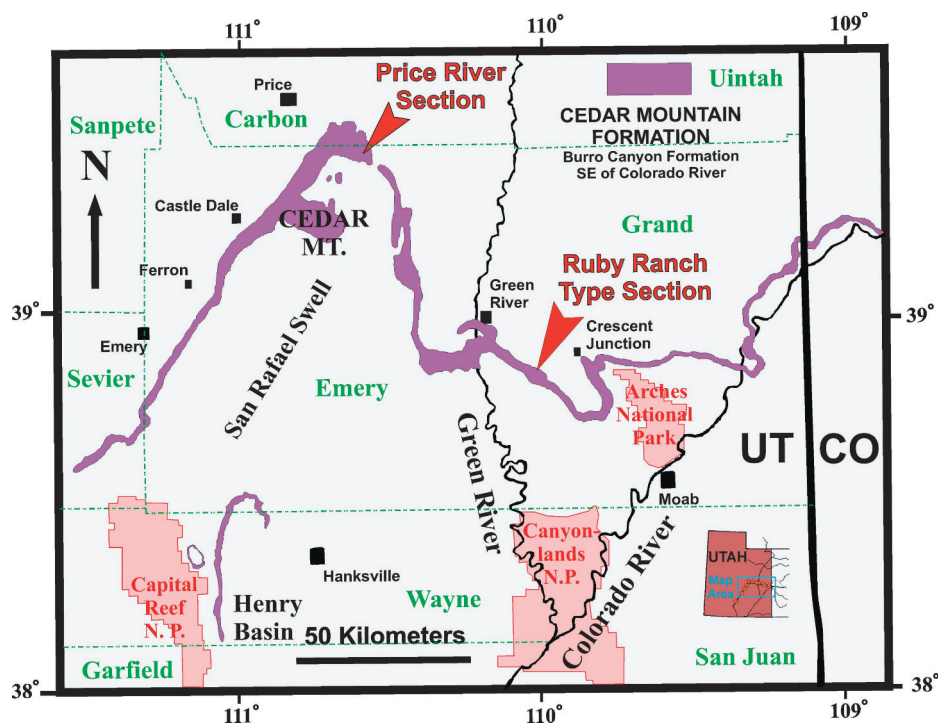 111°
110°
109°
Price
Price River
Section
Uintah
Sanpete
Carbon
CEDAR MOUNTAIN
FORMATION
Burro Canyon Formation
SE of Colorado River
N
Castle Dale
CEDAR
MT.
Grand
Ferron
Ruby Ranch
Type Section
Green
River
39°
39°
Crescent
Junction
Emery
San Rafael Swell
Sevier
Emery
Arches
National
Park
Green River
UT
CO
Moab
Canyon-
lands
N.P.
Colorado River
UTAH
Map
Area
Capital
Reef
N. P.
Hanksville
Henry
Basin
Wayne
50 Kilometers
Garfield
San Juan
38°
38°
111°
110°
109°